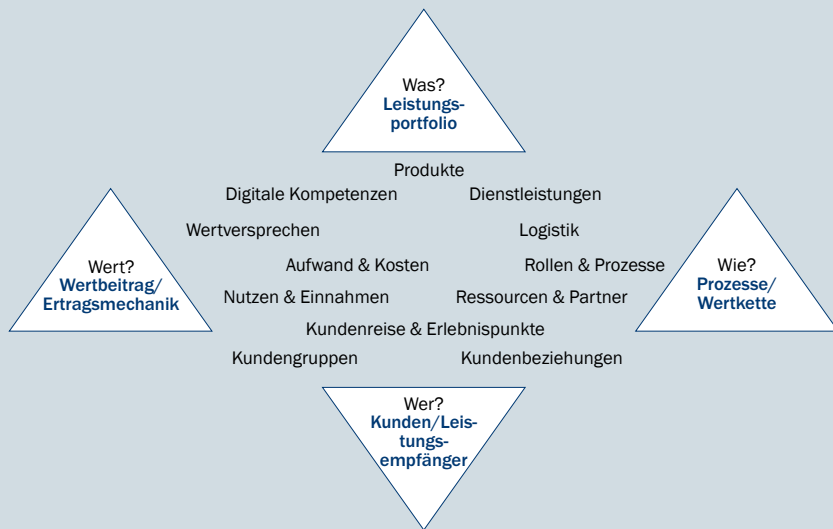 Was?
Leistungs-
portfolio
Produkte
Digitale Kompetenzen
Dienstleistungen
Wertversprechen
Logistik
Wert?
Wertbeitrag/
Ertragsmechanik
Aufwand & Kosten
Rollen & Prozesse
Wie?
Prozesse/
Wertkette
Nutzen & Einnahmen
Ressourcen & Partner
Kundenreise & Erlebnispunkte
Kundengruppen
Kundenbeziehungen
Wer?
Kunden/Leis-
tungs-
empfänger